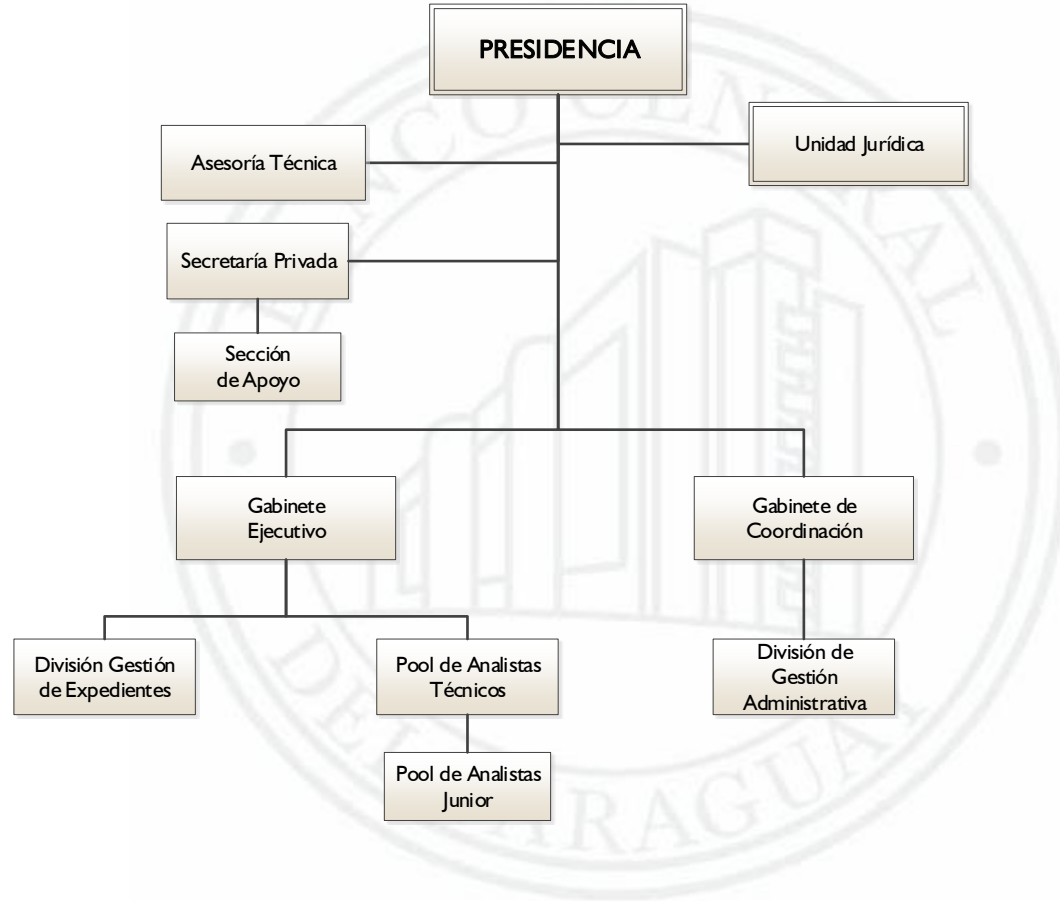 PRESIDENCIA
Unidad Jurídica
Asesoría Técnica
Secretaría Privada
Sección
de Apoyo
Gabinete
Ejecutivo
Gabinete de
Coordinación
División Gestión
de Expedientes
Pool de Analistas
Técnicos
División de
Gestión
Administrativa
Pool de Analistas
Junior